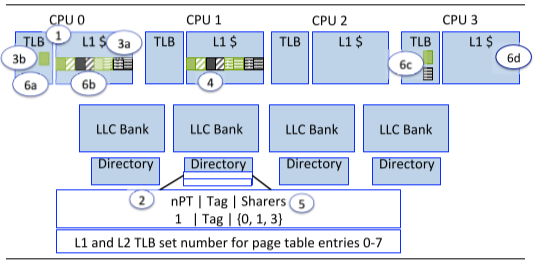 CPU 0 CPU 1 CPU 2 CPU 3
TLB 1 L1 $ 3a TLB L1 $ TLB L1 $ TLB L1 $
3b 6c 6d
6a 6b 4
LLC Bank LLC Bank LLC Bank LLC Bank
Directory Directory Directory Directory
2 nPT | Tag | Sharers 5
1 | Tag | {0, 1, 3}
L1 and L2 TLB set number for page table entries 0-7